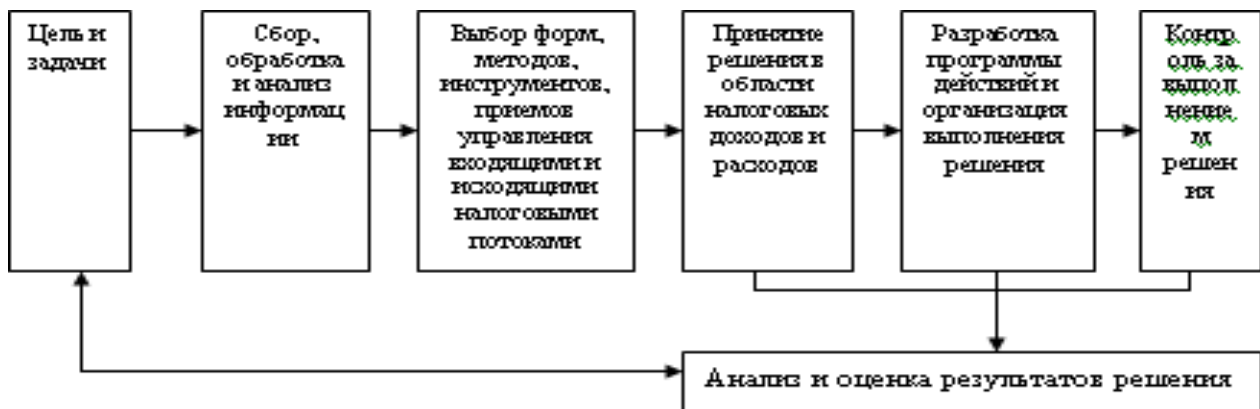 Цель и
задачи
Сбор,
обработка
и анализ
информац
ии
Выбор форм,
методов,
инструментов,
приемов
управления
входящими и
исходящими
налоговыми
потоками
Принятие
решения в
области
налоговых
доходов и
расходов
Разработка
программы
действий и
организация
выполнения
решения
Контр
оль за
выпол
нение
м
решен
ия
Анализ и оценка результатов решения